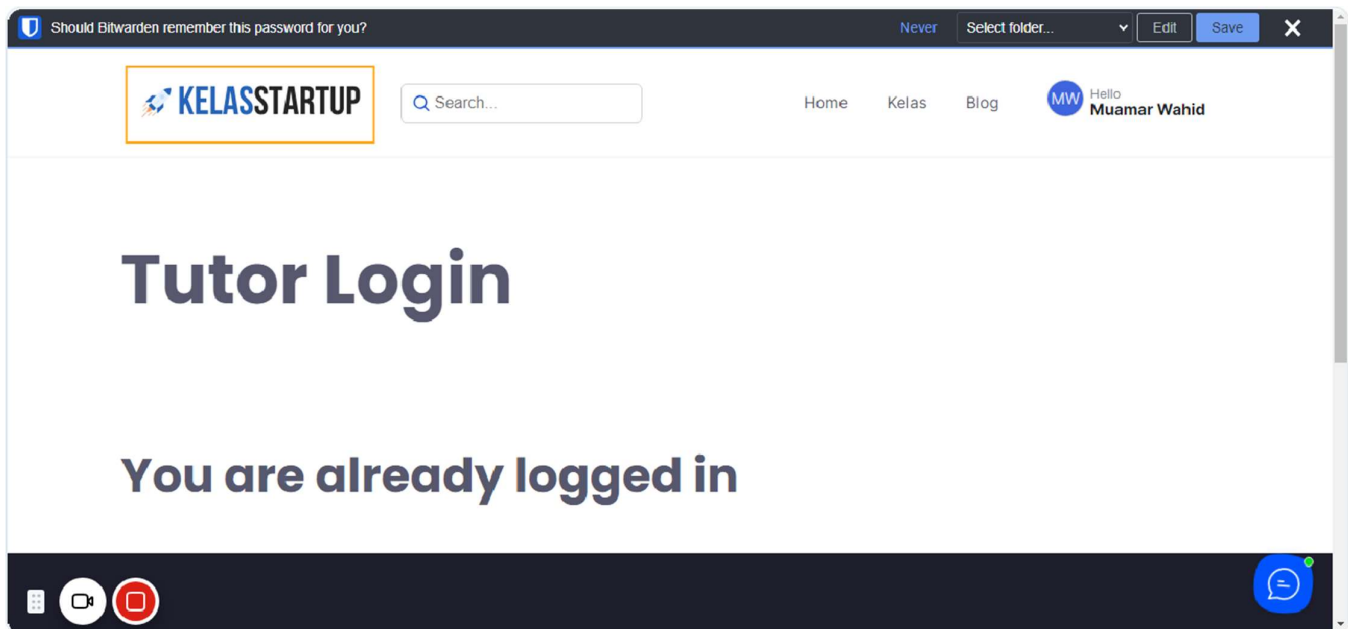 Should Bitwarden remember this password for you?
Never
Select folder...
Edit
Save
KELASSTARTUP
Search...
Home
Kelas
Blog
MW
Hello
Muamar Wahid
Tutor Login
You are already logged in